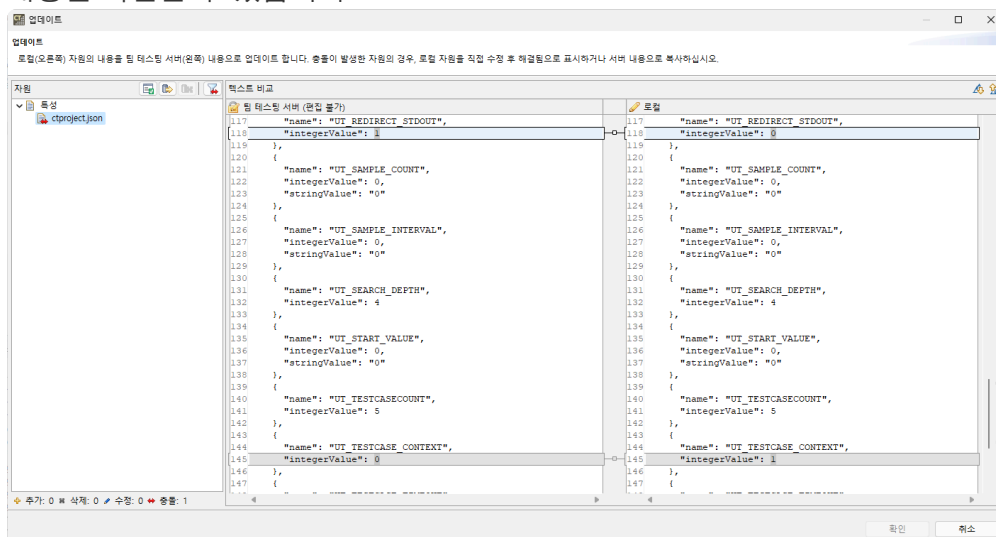 업데이트
업데이트
로컬(오른쪽) 자원의 내용을 팀 테스팅 서버(왼쪽) 내용으로 업데이트 합니다. 충돌이 발생한 자원의 경우, 로컬 자원을 직접 수정 후 해결됨으로 표시하거나 서버 내용으로 복사하십시오.
자원
특성
ctproject.json
추가: 0 삭제: 0 수정: 0 충돌: 1
텍스트 비교
팀 테스팅 서버 (편집 불가)
117 "name": "UT_REDIRECT_STDOUT",
118 "integerValue": 1
119 },
120 {
121 "name": "UT_SAMPLE_COUNT",
122 "integerValue": 0,
123 "stringValue": "0"
124 },
125 {
126 "name": "UT_SAMPLE_INTERVAL",
127 "integerValue": 0,
128 "stringValue": "0"
129 },
130 {
131 "name": "UT_SEARCH_DEPTH",
132 "integerValue": 4
133 },
134 {
135 "name": "UT_START_VALUE",
136 "integerValue": 0,
137 "stringValue": "0"
138 },
139 {
140 "name": "UT_TESTCASECOUNT",
141 "integerValue": 5
142 },
143 {
144 "name": "UT_TESTCASE_CONTEXT",
145 "integerValue": 0
146 },
147 {
로컬
117 "name": "UT_REDIRECT_STDOUT",
118 "integerValue": 0
119 },
120 {
121 "name": "UT_SAMPLE_COUNT",
122 "integerValue": 0,
123 "stringValue": "0"
124 },
125 {
126 "name": "UT_SAMPLE_INTERVAL",
127 "integerValue": 0,
128 "stringValue": "0"
129 },
130 {
131 "name": "UT_SEARCH_DEPTH",
132 "integerValue": 4
133 },
134 {
135 "name": "UT_START_VALUE",
136 "integerValue": 0,
137 "stringValue": "0"
138 },
139 {
140 "name": "UT_TESTCASECOUNT",
141 "integerValue": 5
142 },
143 {
144 "name": "UT_TESTCASE_CONTEXT",
145 "integerValue": 1
146 },
147 {
확인
취소